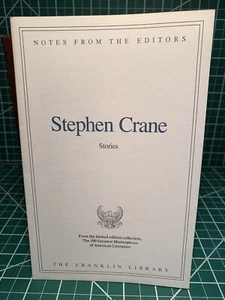 NOTES FROM THE EDITORS
Stephen Crane
Stories
From the limited edition collection,
The 100 Greatest Masterpieces
of American Literature
THE FRANKLIN LIBRARY